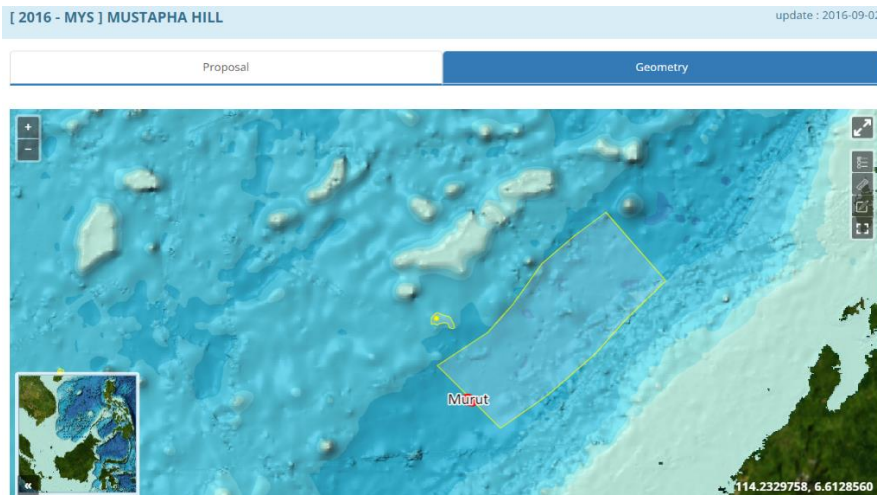 [ 2016 - MYS ] MUSTAPHA HILL
update : 2016-09-02
Proposal
Geometry
+
−
Murut
«
114.2329758, 6.6128560